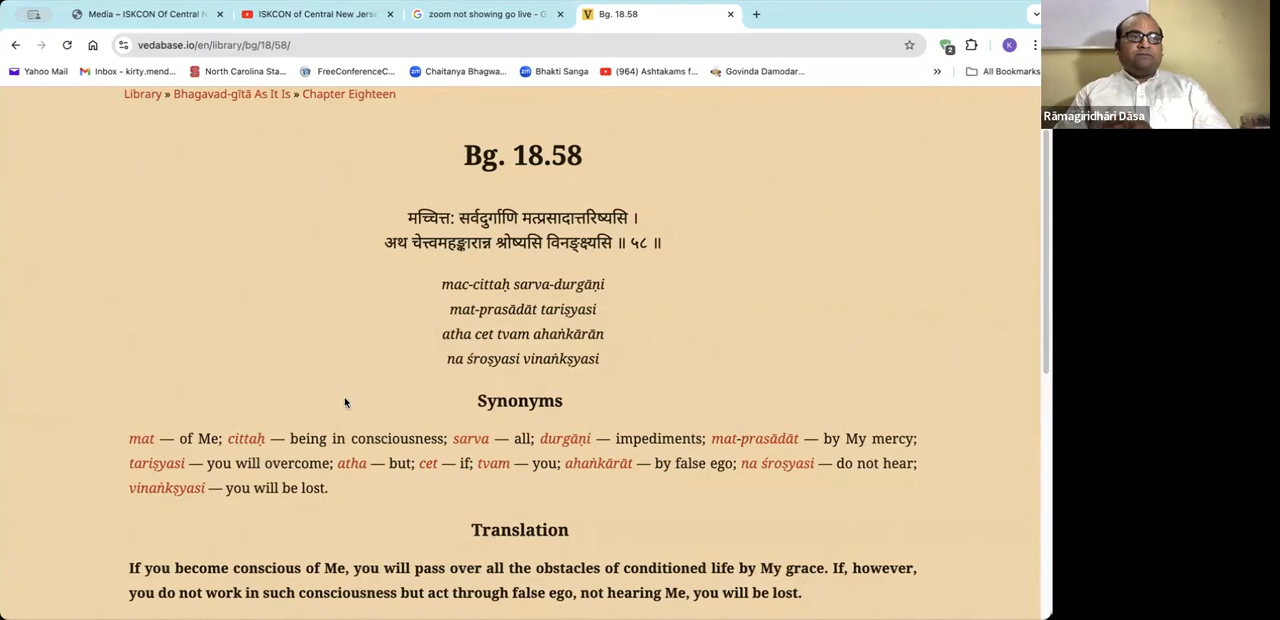 Media – ISKCON Of Central N
ISKCON of Central New Jerse
zoom not showing go live - G
Bg. 18.58
vedabase.io/en/library/bg/18/58/
2
K
Yahoo Mail
Inbox - kirty.mend...
North Carolina Sta...
FreeConferenceC...
Chaitanya Bhagwa...
Bhakti Sanga
(964) Ashtakams f...
Govinda Damodar...
»
All Bookmarks
Rāmagiridhāri Dāsa
Library » Bhagavad-gītā As It Is » Chapter Eighteen
Bg. 18.58
मच्च‍ित्त: सर्वदुर्गाणि मत्प्रसादात्तरिष्यसि ।
अथ चेत्त्वमहङ्कारान्न श्रोष्यसि विनङ्‍क्ष्यसि ॥ ५८ ॥
mac-cittaḥ sarva-durgāṇi
mat-prasādāt tariṣyasi
atha cet tvam ahaṅkārān
na śroṣyasi vinaṅkṣyasi
Synonyms
mat — of Me; cittaḥ — being in consciousness; sarva — all; durgāṇi — impediments; mat-prasādāt — by My mercy;
tariṣyasi — you will overcome; atha — but; cet — if; tvam — you; ahaṅkārāt — by false ego; na śroṣyasi — do not hear;
vinaṅkṣyasi — you will be lost.
Translation
If you become conscious of Me, you will pass over all the obstacles of conditioned life by My grace. If, however,
you do not work in such consciousness but act through false ego, not hearing Me, you will be lost.